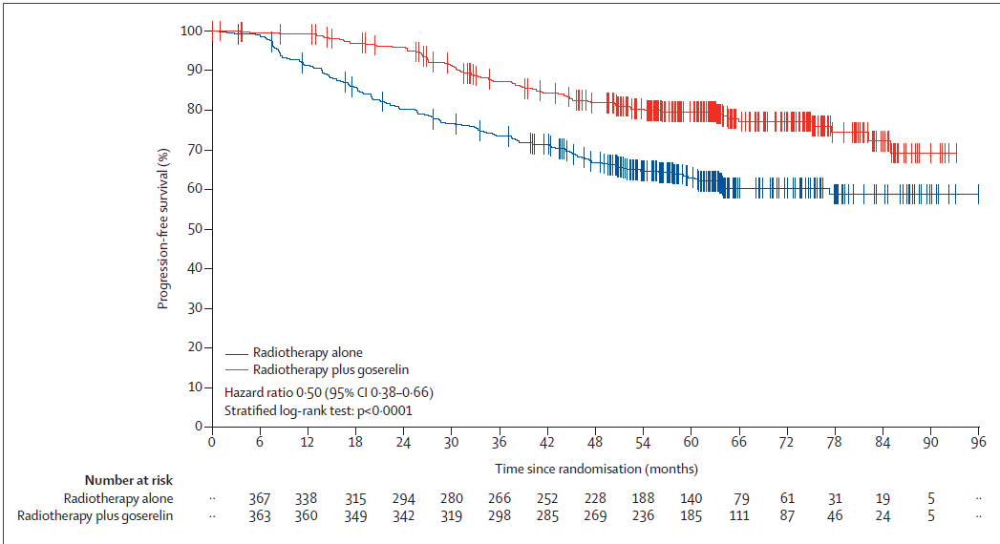 100
90
80
70
60
50
40
30
20
10
0
Progression-free survival (%)
Radiotherapy alone
Radiotherapy plus goserelin
Hazard ratio 0·50 (95% CI 0·38–0·66)
Stratified log-rank test: p<0·0001
0 6 12 18 24 30 36 42 48 54 60 66 72 78 84 90 96
Time since randomisation (months)
Number at risk
Radiotherapy alone ·· 367 338 315 294 280 266 252 228 188 140 79 61 31 19 5 ··
Radiotherapy plus goserelin ·· 363 360 349 342 319 298 285 269 236 185 111 87 46 24 5 ··